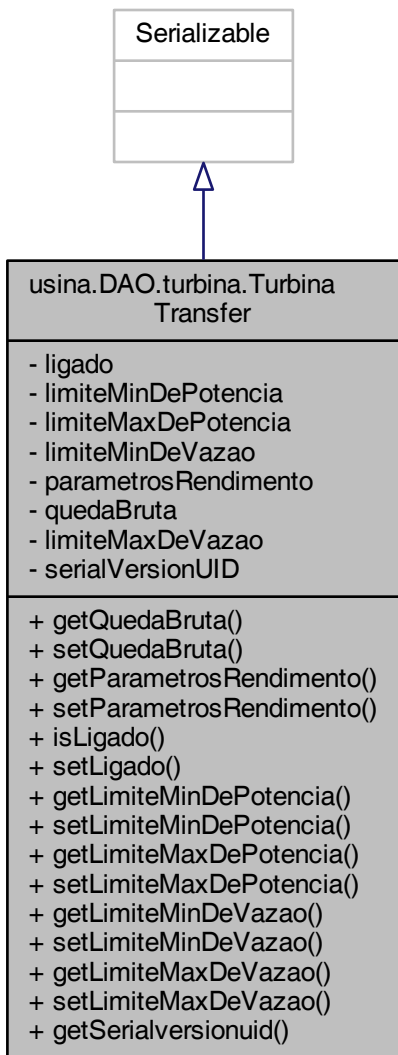 Serializable
usina.DAO.turbina.Turbina
Transfer
- ligado
- limiteMinDePotencia
- limiteMaxDePotencia
- limiteMinDeVazao
- parametrosRendimento
- quedaBruta
- limiteMaxDeVazao
- serialVersionUID
+ getQuedaBruta()
+ setQuedaBruta()
+ getParametrosRendimento()
+ setParametrosRendimento()
+ isLigado()
+ setLigado()
+ getLimiteMinDePotencia()
+ setLimiteMinDePotencia()
+ getLimiteMaxDePotencia()
+ setLimiteMaxDePotencia()
+ getLimiteMinDeVazao()
+ setLimiteMinDeVazao()
+ getLimiteMaxDeVazao()
+ setLimiteMaxDeVazao()
+ getSerialversionuid()